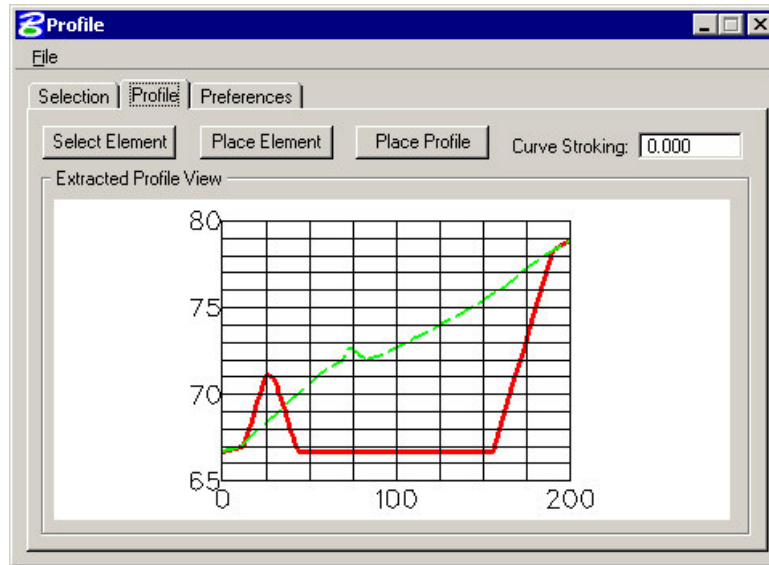 Profile
File
Selection Profile Preferences
Select Element Place Element Place Profile Curve Stroking: 0.000
Extracted Profile View
80
75
70
65
0 100 200